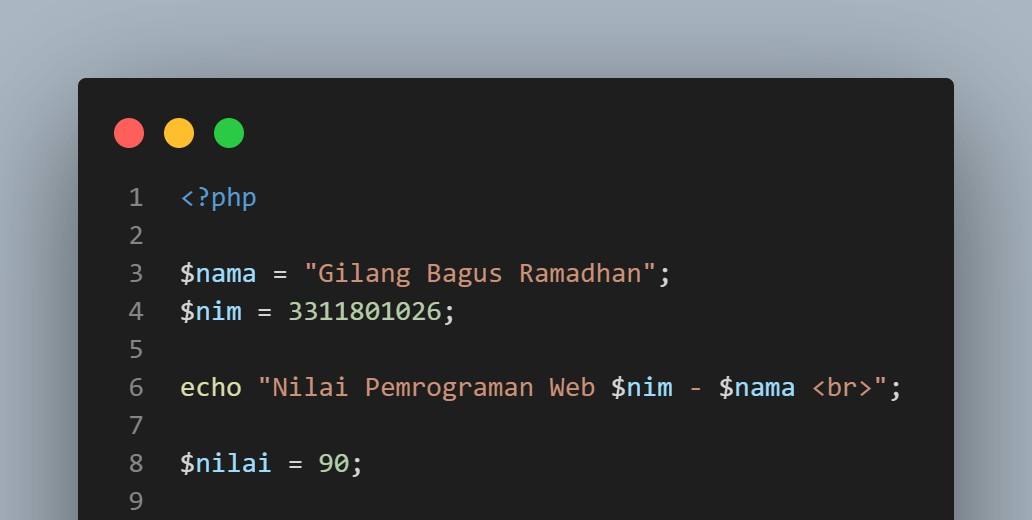 1 <?php
2
3 $nama = "Gilang Bagus Ramadhan";
4 $nim = 3311801026;
5
6 echo "Nilai Pemrograman Web $nim - $nama <br>";
7
8 $nilai = 90;
9